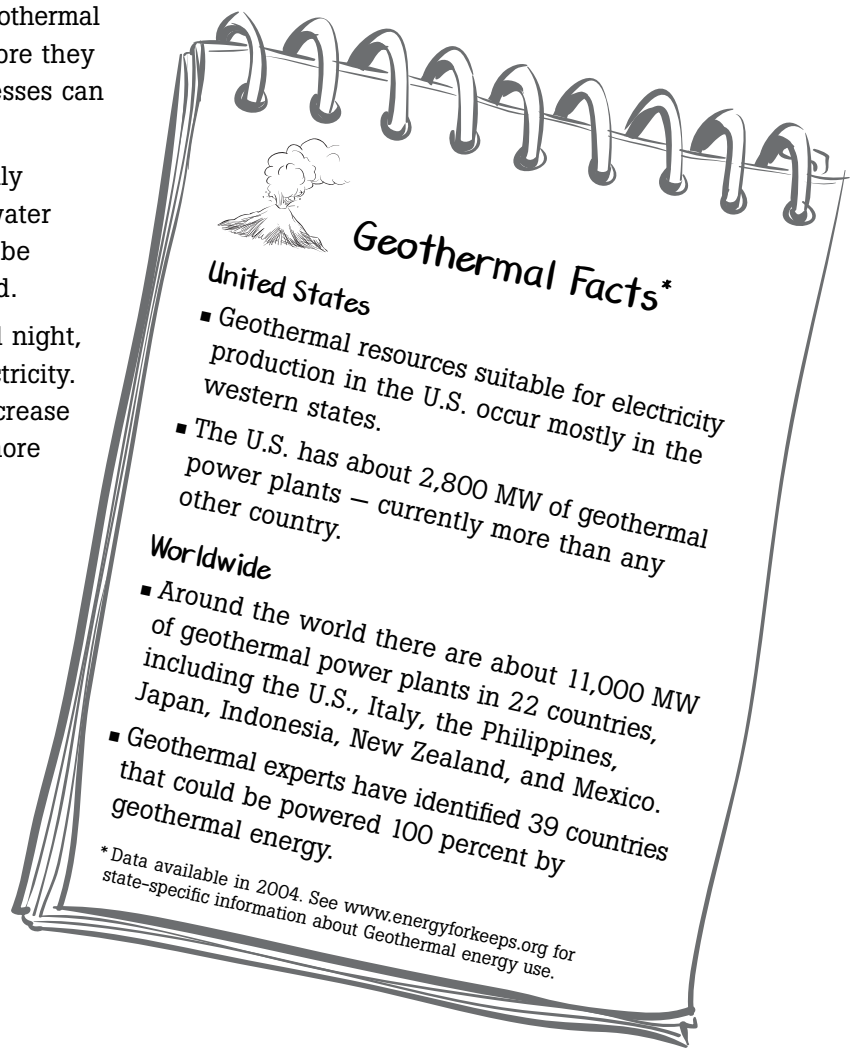 othermal
ore they
esses can
ly
vater
be
d.
l night,
ctricity.
crease
nore
Geothermal Facts*
United States
▪ Geothermal resources suitable for electricity
production in the U.S. occur mostly in the
western states.
▪ The U.S. has about 2,800 MW of geothermal
power plants – currently more than any
other country.
Worldwide
▪ Around the world there are about 11,000 MW
of geothermal power plants in 22 countries,
including the U.S., Italy, the Philippines,
Japan, Indonesia, New Zealand, and Mexico.
▪ Geothermal experts have identified 39 countries
that could be powered 100 percent by
geothermal energy.
*Data available in 2004. See www.energyforkeeps.org for
state-specific information about Geothermal energy use.